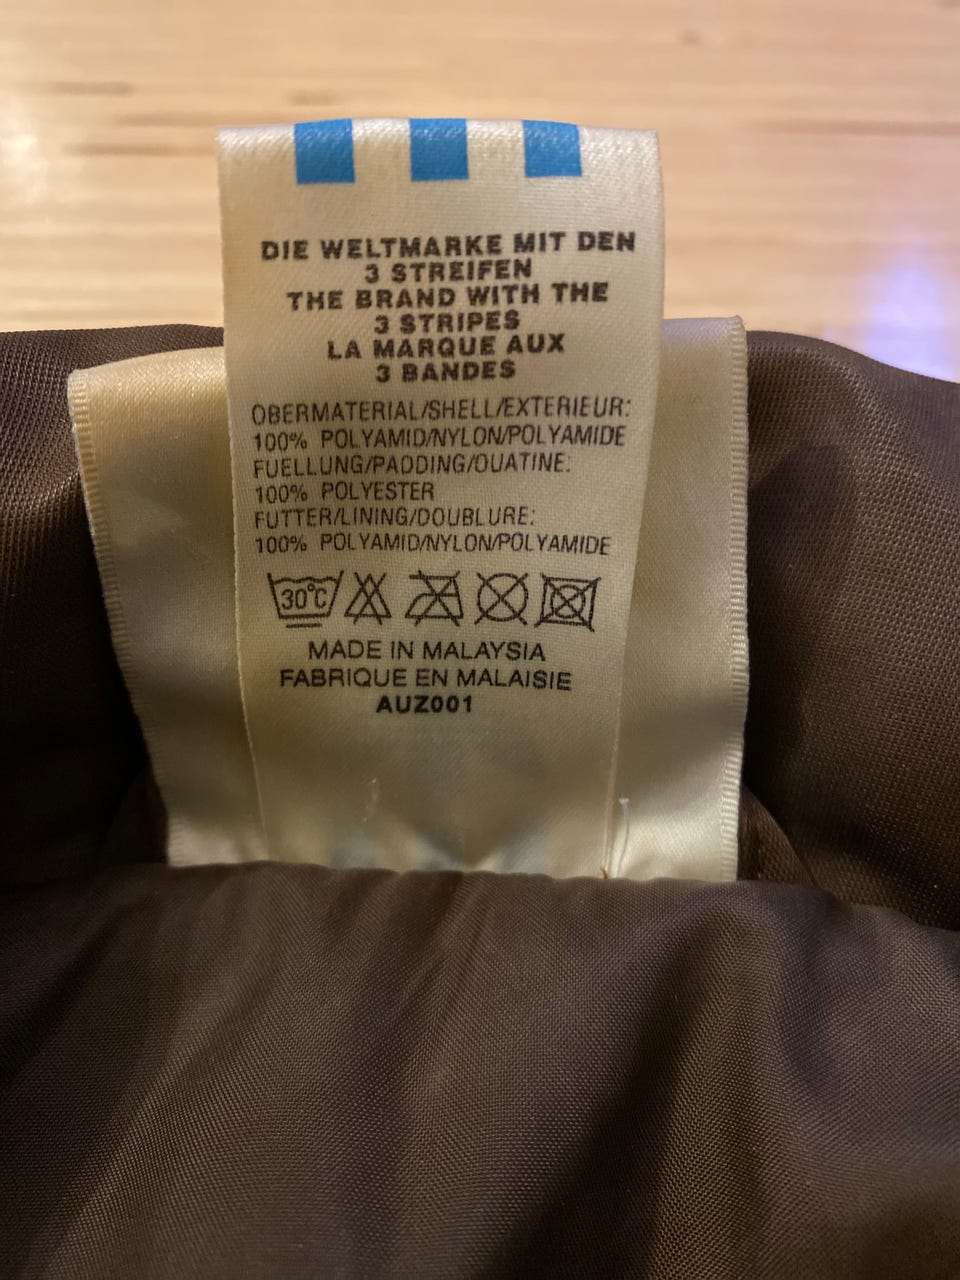 DIE WELTMARKE MIT DEN
3 STREIFEN
THE BRAND WITH THE
3 STRIPES
LA MARQUE AUX
3 BANDES
OBERMATERIAL/SHELL/EXTERIEUR:
100% POLYAMID/NYLON/POLYAMIDE
FUELLUNG/PADDING/OUATINE:
100% POLYESTER
FUTTER/LINING/DOUBLURE:
100% POLYAMID/NYLON/POLYAMIDE
30°C
MADE IN MALAYSIA
FABRIQUE EN MALAISIE
AUZ001